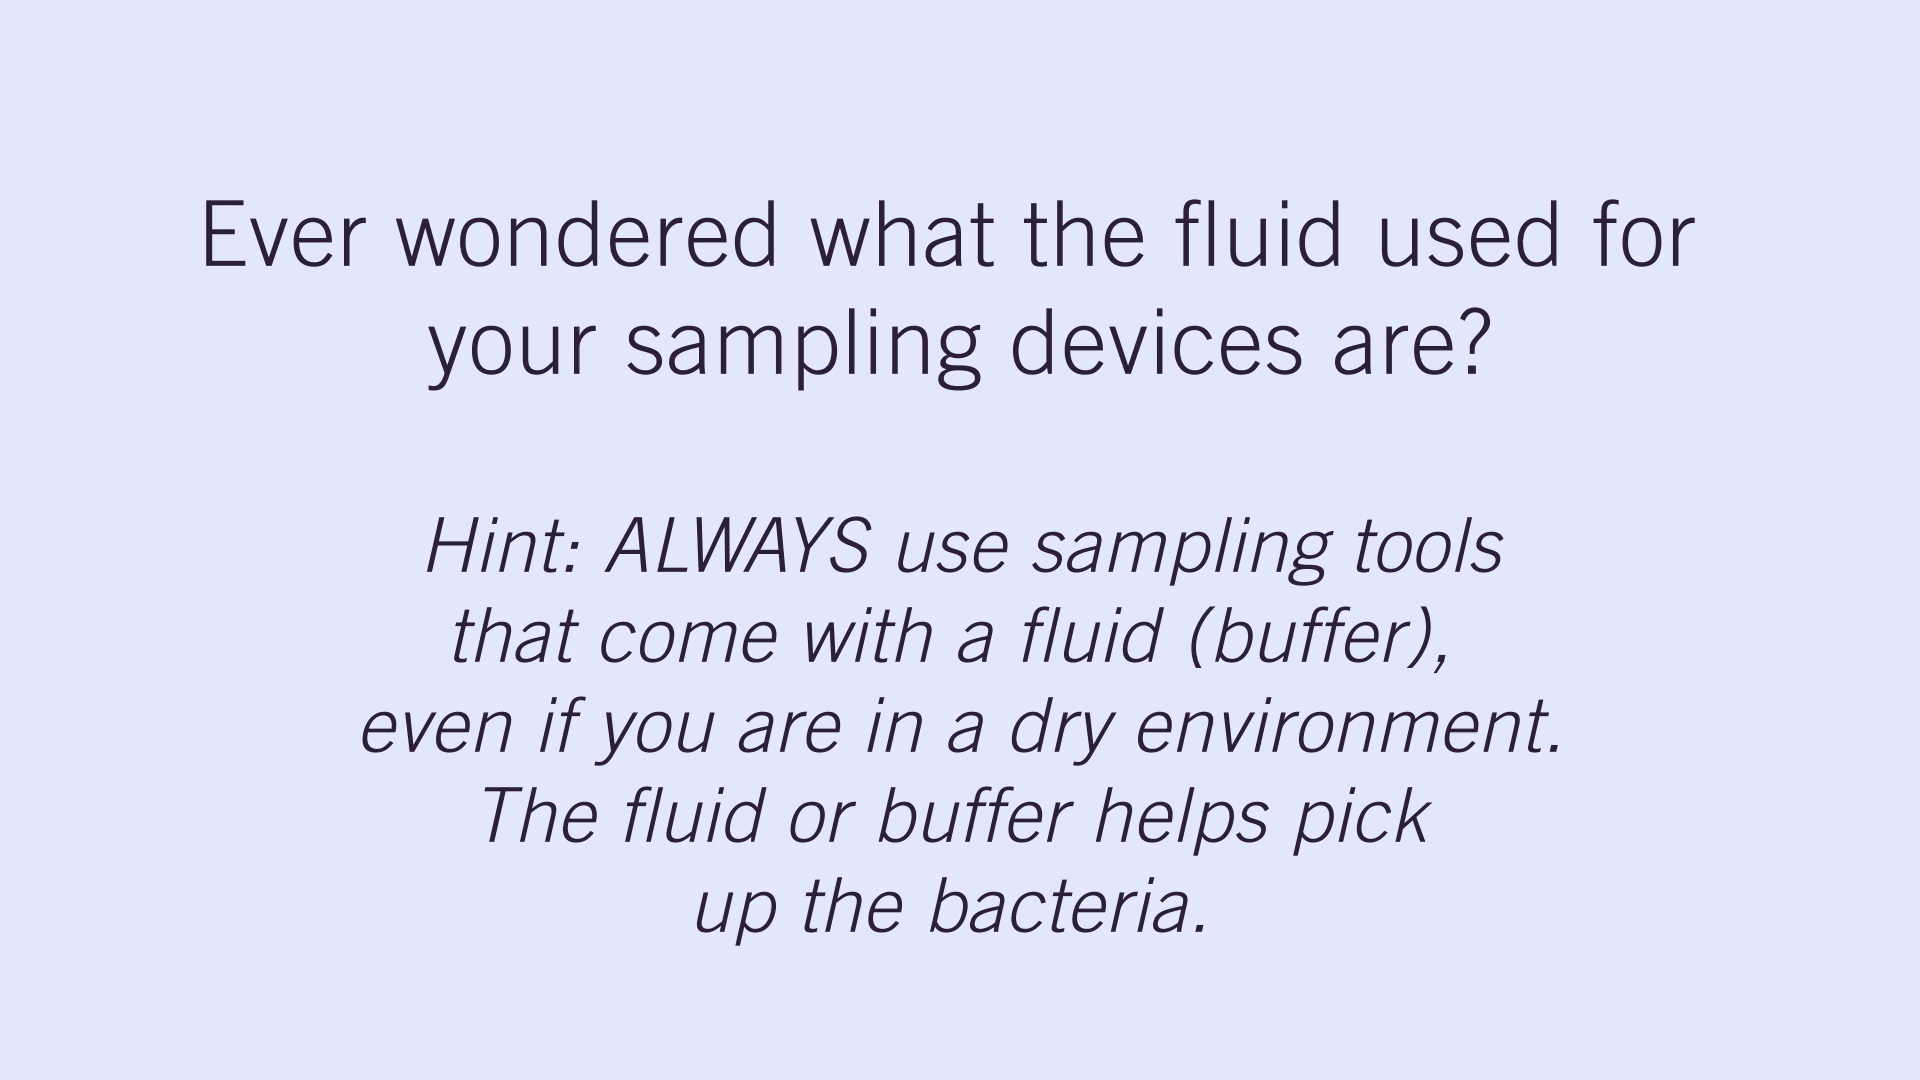 Ever wondered what the fluid used for
your sampling devices are?
Hint: ALWAYS use sampling tools
that come with a fluid (buffer),
even if you are in a dry environment.
The fluid or buffer helps pick
up the bacteria.